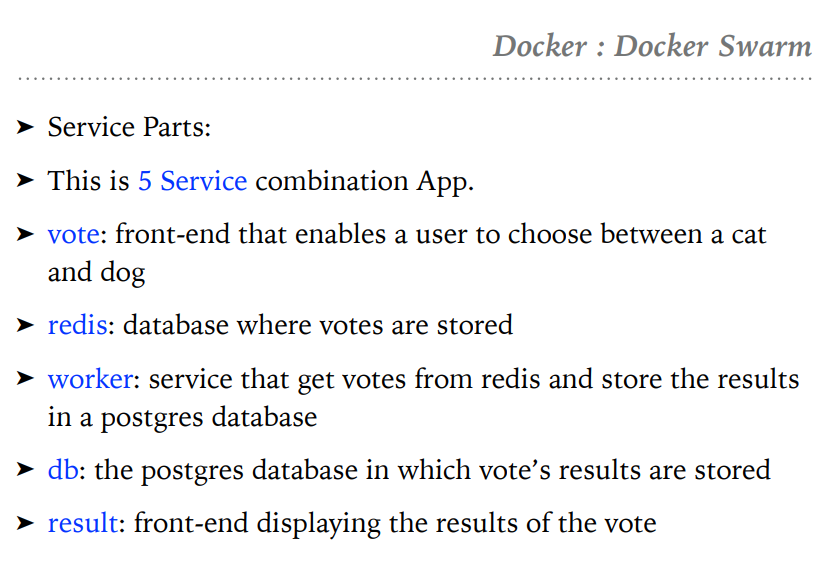 Docker : Docker Swarm
➤ Service Parts:
➤ This is 5 Service combination App.
➤ vote: front-end that enables a user to choose between a cat
and dog
➤ redis: database where votes are stored
➤ worker: service that get votes from redis and store the results
in a postgres database
➤ db: the postgres database in which vote’s results are stored
➤ result: front-end displaying the results of the vote